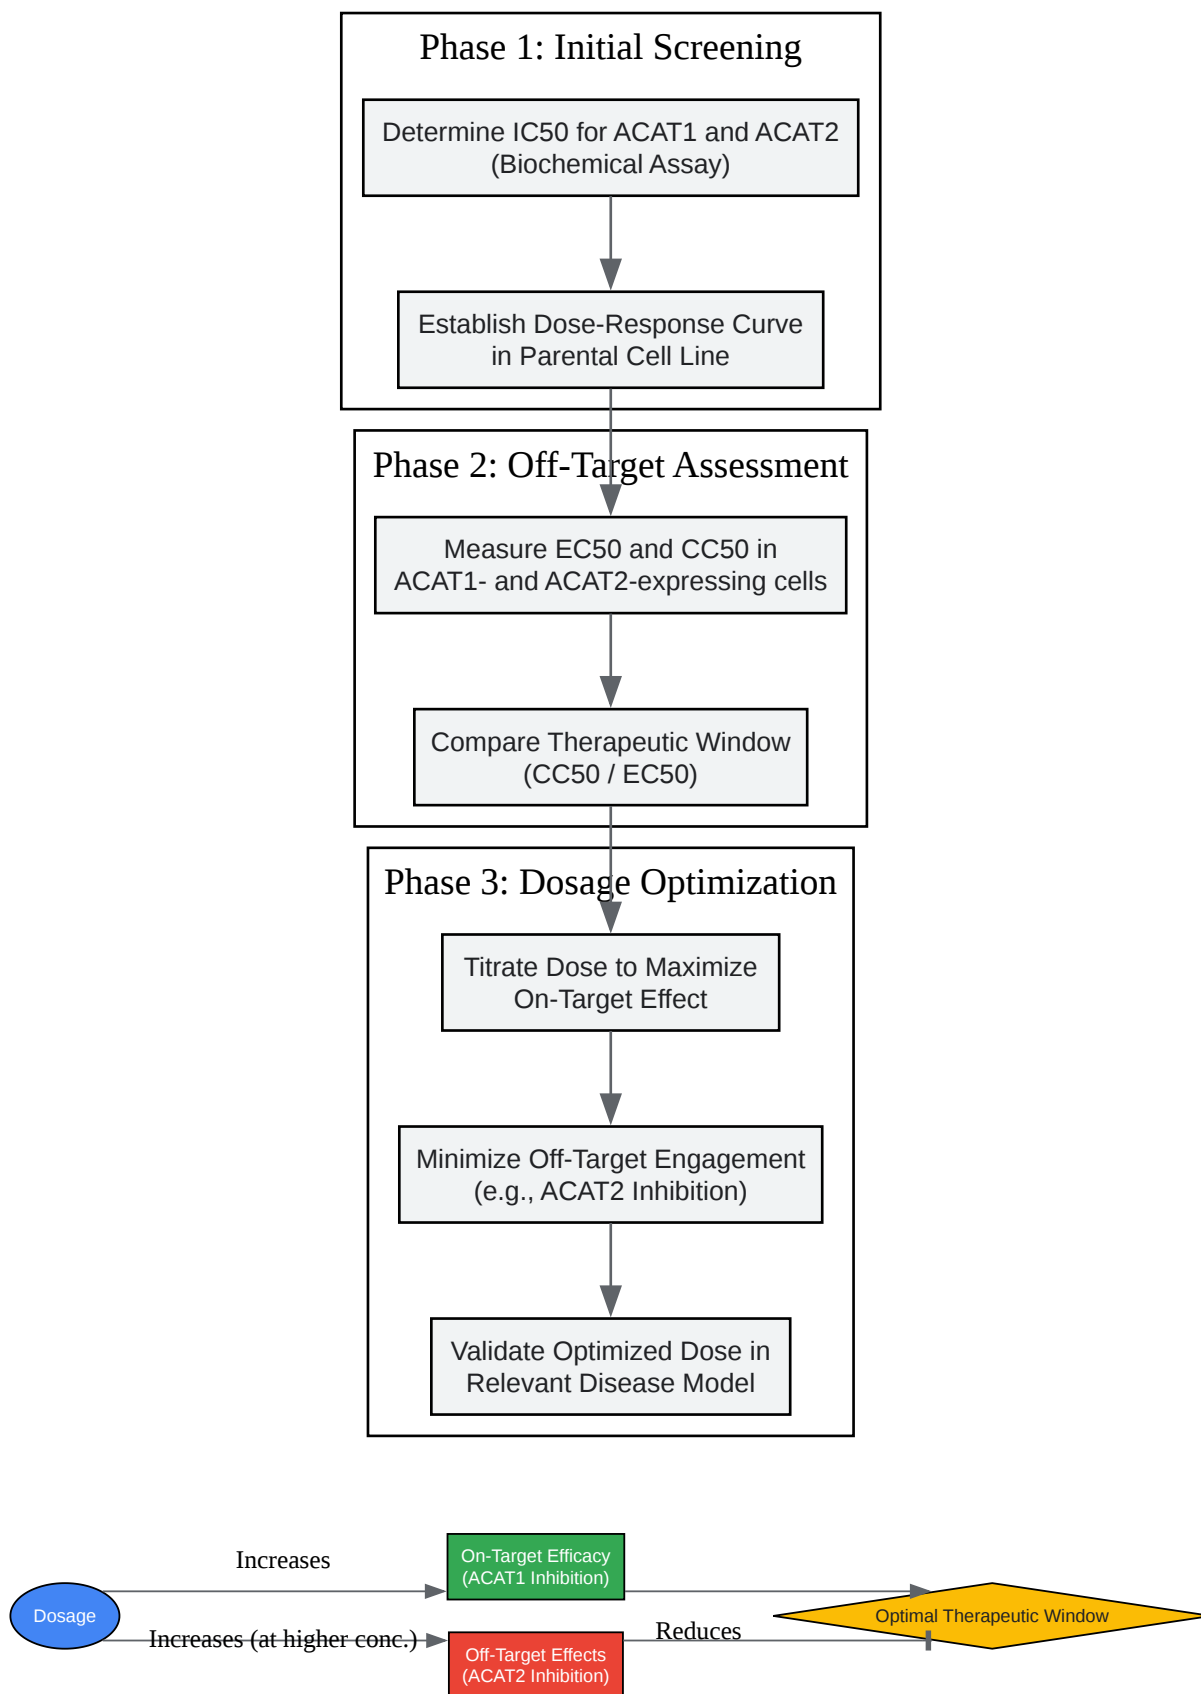 Phase 1: Initial Screening
Determine IC50 for ACAT1 and ACAT2
(Biochemical Assay)
Establish Dose-Response Curve
in Parental Cell Line
Phase 2: Off-Target Assessment
Measure EC50 and CC50 in
ACAT1- and ACAT2-expressing cells
Compare Therapeutic Window
(CC50 / EC50)
Phase 3: Dosage Optimization
Titrate Dose to Maximize
On-Target Effect
Minimize Off-Target Engagement
(e.g., ACAT2 Inhibition)
Validate Optimized Dose in
Relevant Disease Model
Increases
On-Target Efficacy
(ACAT1 Inhibition)
Dosage
Optimal Therapeutic Window
Increases (at higher conc.)
Reduces
Off-Target Effects
(ACAT2 Inhibition)